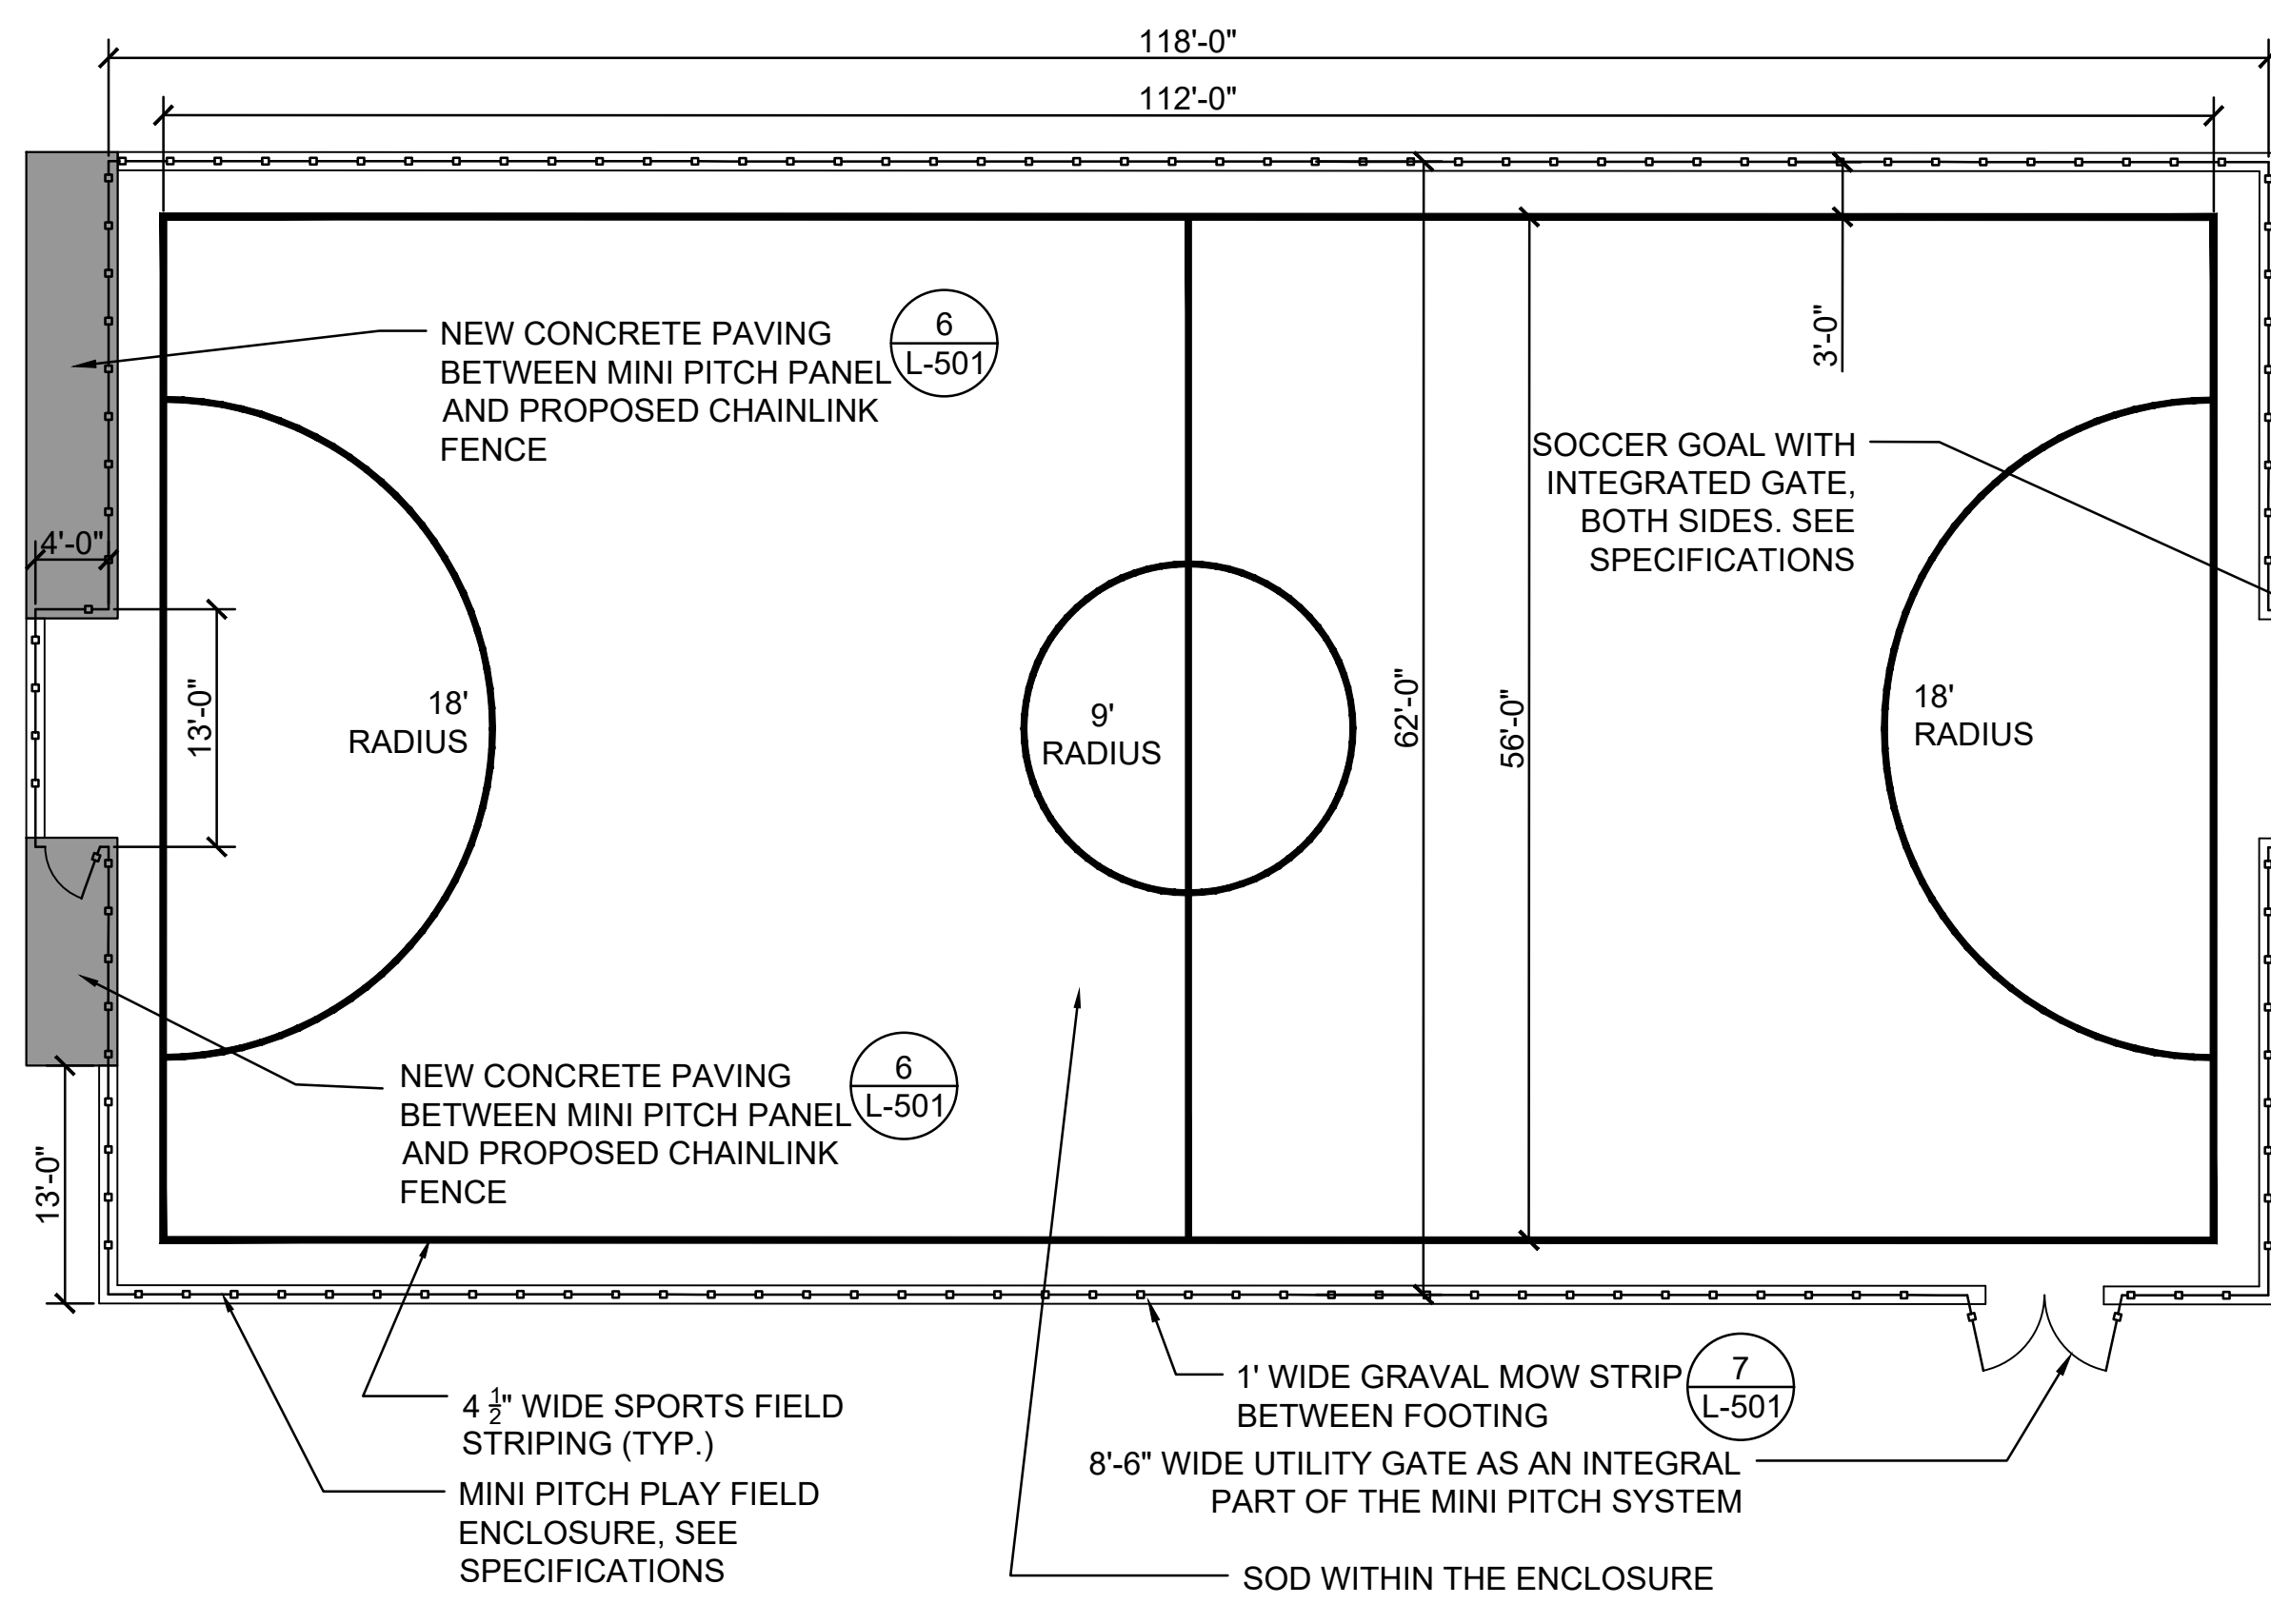 118'-0"
112'-0"
NEW CONCRETE PAVING
BETWEEN MINI PITCH PANEL
AND PROPOSED CHAINLINK
FENCE
6
L-501
3'-0"
SOCCER GOAL WITH
INTEGRATED GATE,
BOTH SIDES. SEE
SPECIFICATIONS
4'-0"
13'-0"
18'
RADIUS
9'
RADIUS
62'-0"
56'-0"
18'
RADIUS
NEW CONCRETE PAVING
BETWEEN MINI PITCH PANEL
AND PROPOSED CHAINLINK
FENCE
6
L-501
13'-0"
4 1/2" WIDE SPORTS FIELD
STRIPING (TYP.)
MINI PITCH PLAY FIELD
ENCLOSURE, SEE
SPECIFICATIONS
1' WIDE GRAVAL MOW STRIP
BETWEEN FOOTING
7
L-501
8'-6" WIDE UTILITY GATE AS AN INTEGRAL
PART OF THE MINI PITCH SYSTEM
SOD WITHIN THE ENCLOSURE